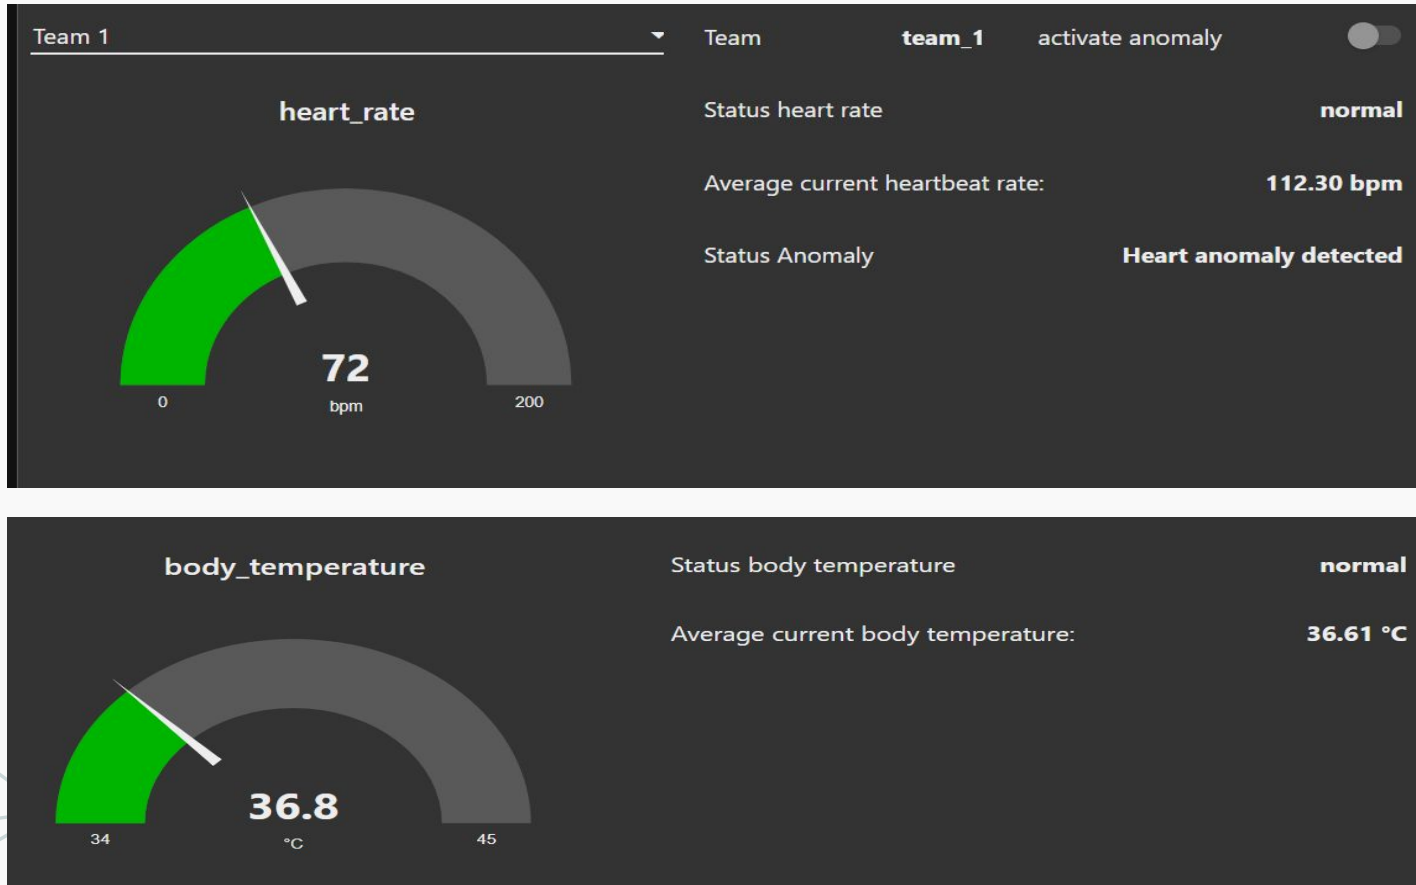 Team 1
Team team_1 activate anomaly
heart_rate
Status heart rate normal
Average current heartbeat rate: 112.30 bpm
Status Anomaly Heart anomaly detected
72
0 bpm 200
body_temperature
Status body temperature normal
Average current body temperature: 36.61 °C
36.8
34 °C 45